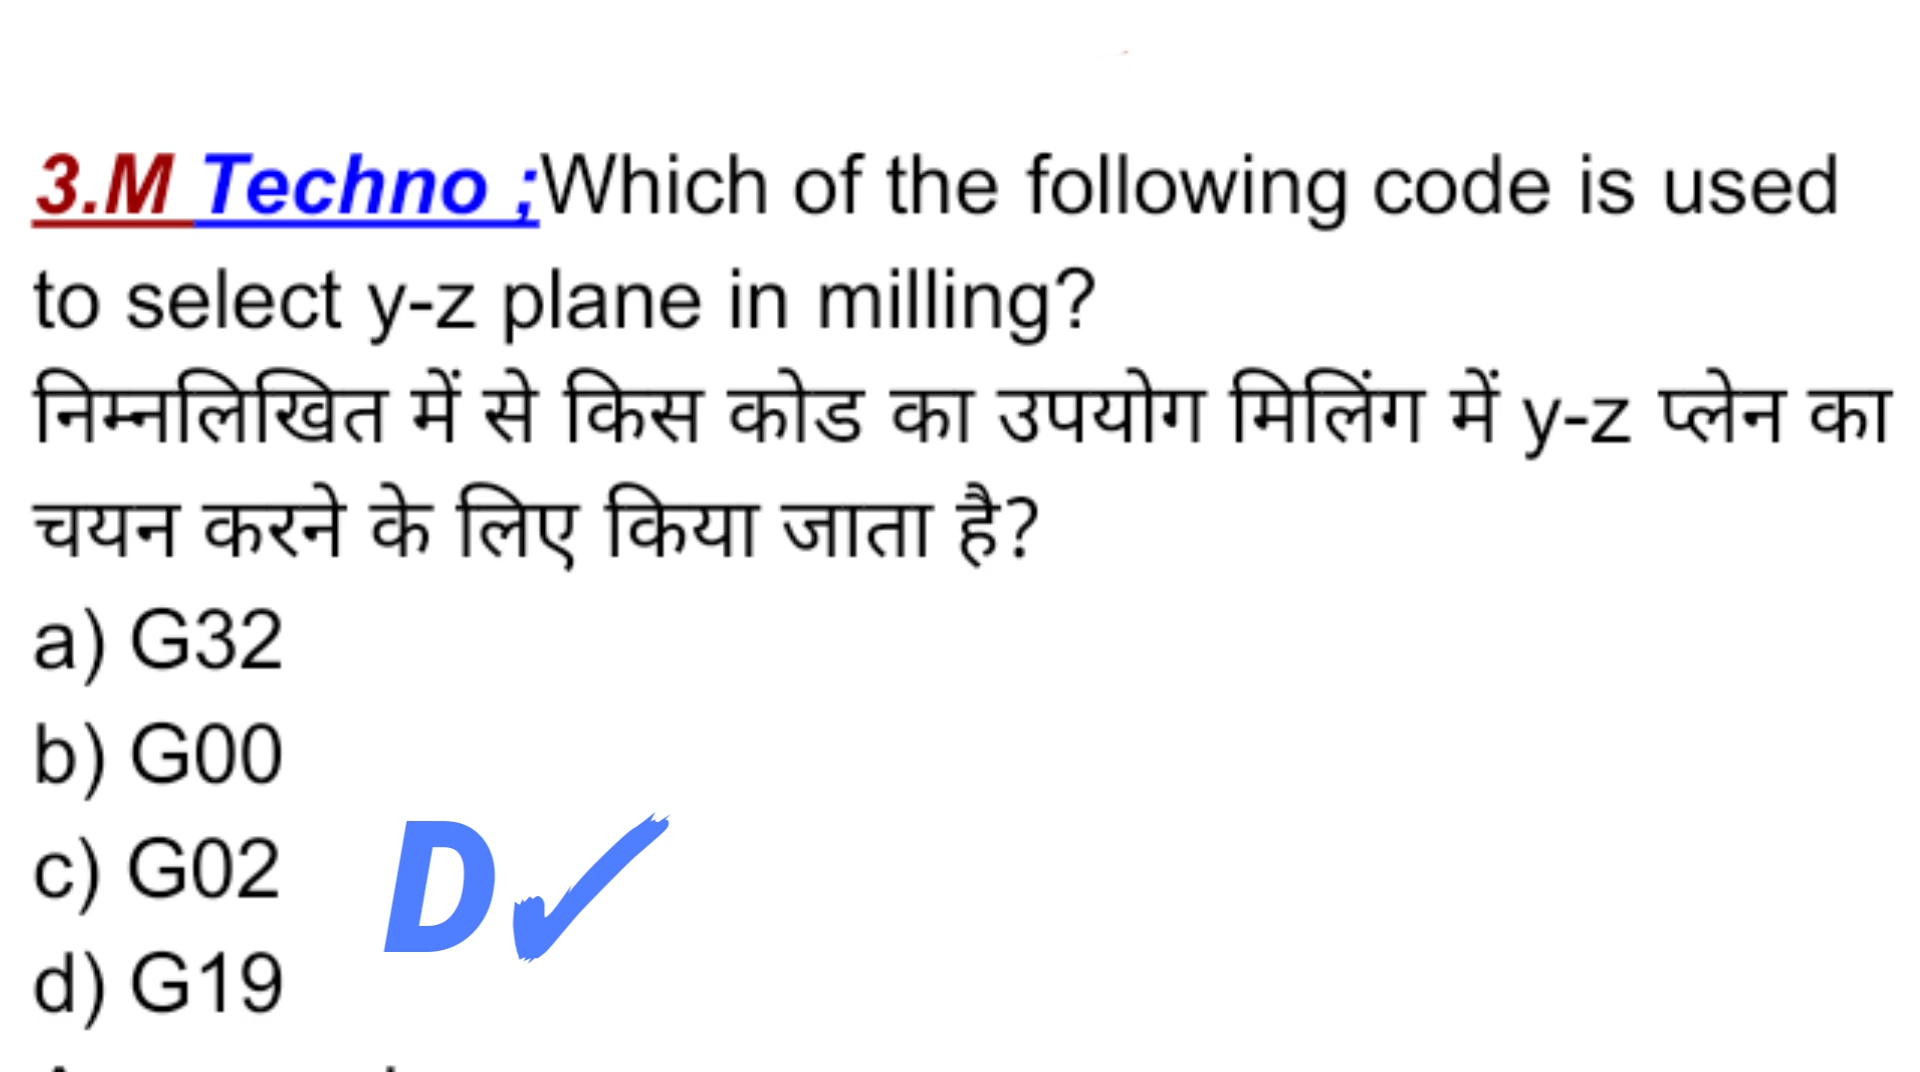 3.M Techno ;Which of the following code is used
to select y-z plane in milling?
निम्नलिखित में से किस कोड का उपयोग मिलिंग में y-z प्लेन का
चयन करने के लिए किया जाता है?
a) G32
b) G00
c) G02
D✔
d) G19